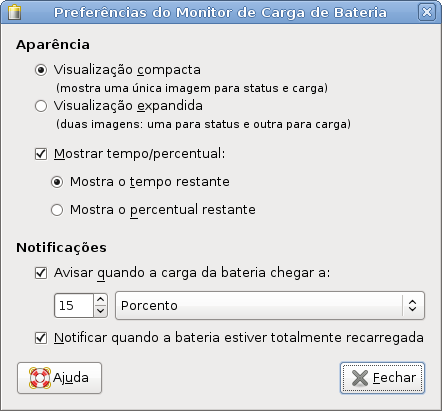 Preferências do Monitor de Carga de Bateria
Aparência
Visualização compacta
(mostra uma única imagem para status e carga)
Visualização expandida
(duas imagens: uma para status e outra para carga)
Mostrar tempo/percentual:
Mostra o tempo restante
Mostra o percentual restante
Notificações
Avisar quando a carga da bateria chegar a:
15 Porcento
Notificar quando a bateria estiver totalmente recarregada
Ajuda Fechar